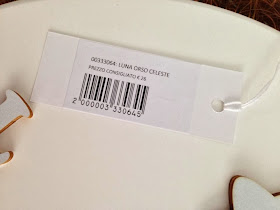 00333064: LUNA ORSO CELESTE
PREZZO CONSIGLIATO € 26
2 000003 330645